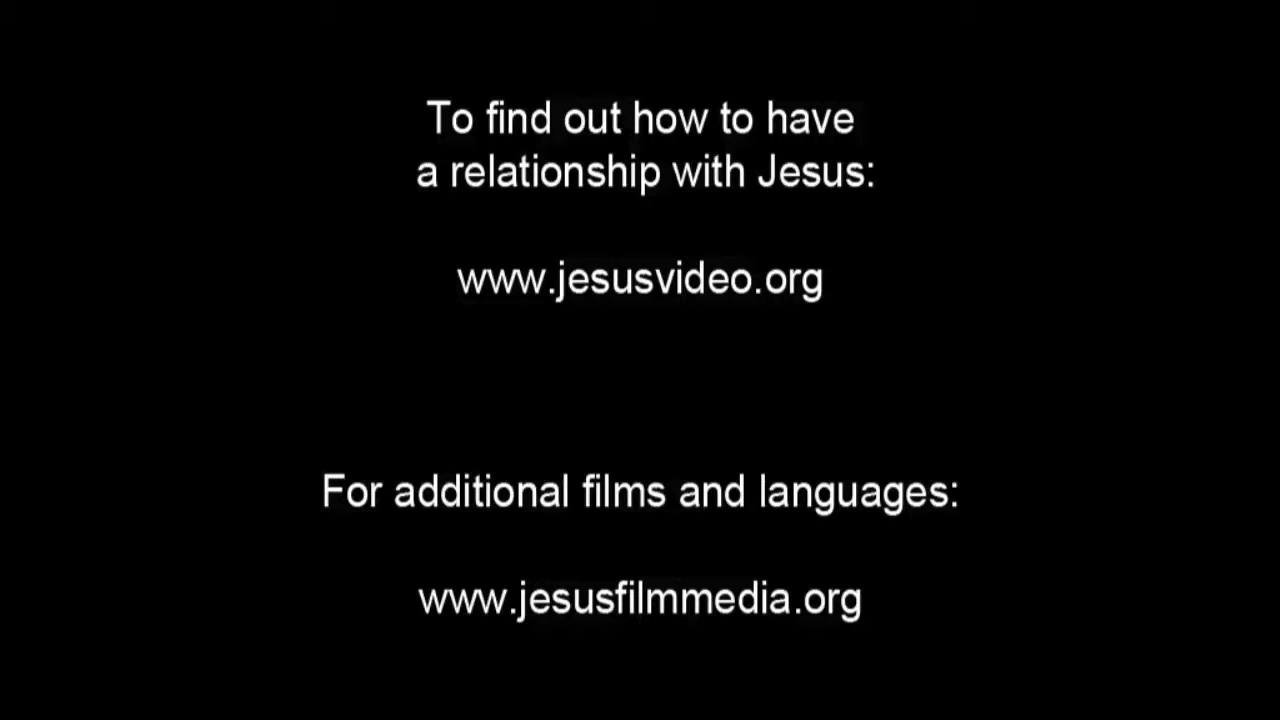 To find out how to have
a relationship with Jesus:
www.jesusvideo.org
For additional films and languages:
www.jesusfilmmedia.org